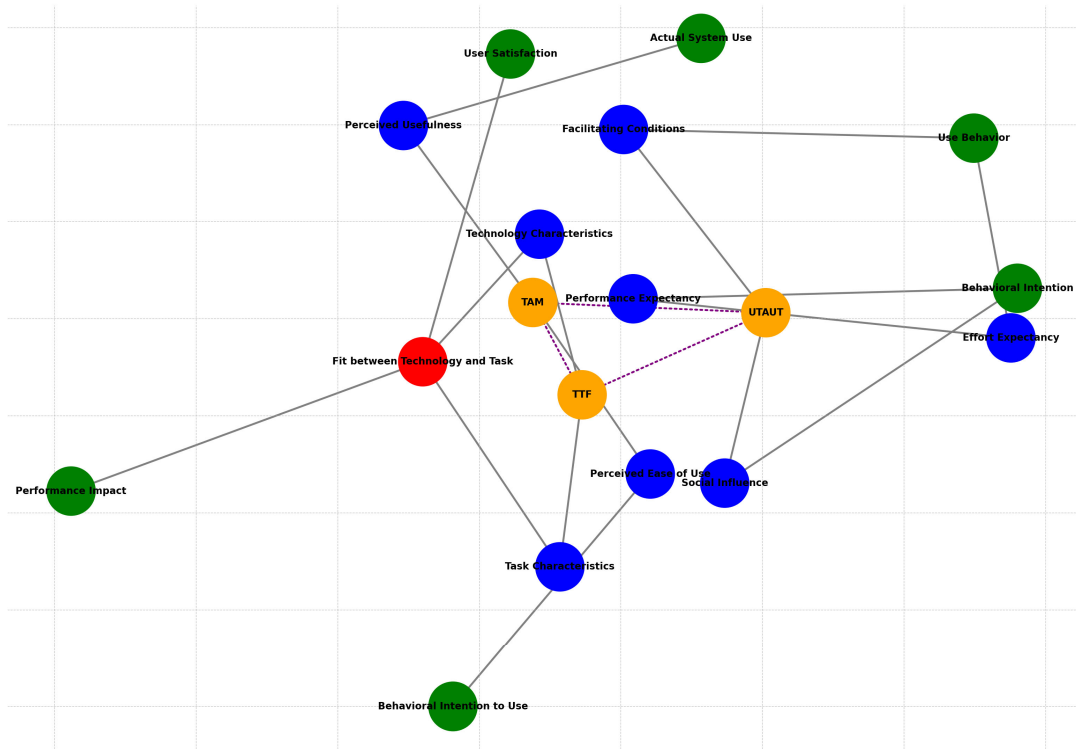 Actual System Use
User Satisfaction
Perceived Usefulness
Facilitating Conditions
Use Behavior
Technology Characteristics
Behavioral Intention
Performance Expectancy
TAM
UTAUT
Effort Expectancy
Fit between Technology and Task
TTF
Perceived Ease of Use
Social Influence
Performance Impact
Task Characteristics
Behavioral Intention to Use